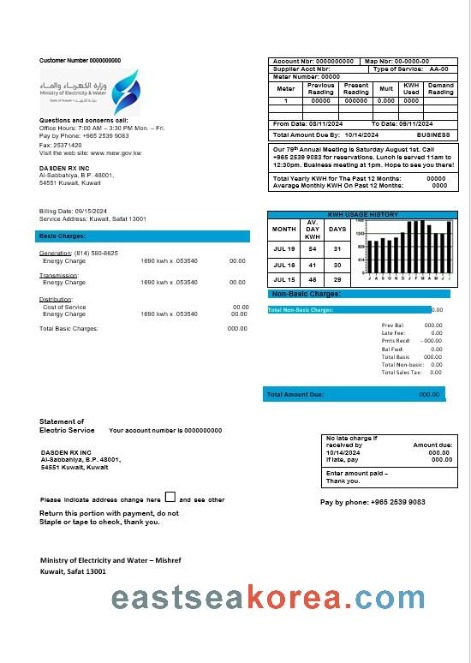 Customer Number 0000000000
وزارة الكهرباء والماء
Ministry of Electricity & Water
Questions and concerns call:
Office Hours: 7:00 AM – 3:30 PM Mon. – Fri.
Pay by Phone: +965 2539 9083
Fax: 25371420
Visit the web site: www.mew.gov.kw
DASDEN RX INC
Al-Sabbahiya, B.P. 48001,
54551 Kuwait, Kuwait
Account Nbr: 0000000000 Map Nbr: 00-0000-00
Supplier Acct Nbr: Type of Service: AA-00
Meter Number: 00000
Meter Previous Reading Present Reading Mult KWH Used Demand Reading
1 00000 000000 0.000 0000
0000
From Date: 08/11/2024 To Date: 09/11/2024
Total Amount Due By: 10/14/2024 BUSINESS
Our 79th Annual Meeting is Saturday August 1st. Call
+965 2539 9083 for reservations. Lunch is served 11am to
12:30pm. Business meeting at 1pm. Hope to see you there!
Total Yearly KWH for The Past 12 Months: 00000
Average Monthly KWH On Past 12 Months: 0000
Billing Date: 09/15/2024
Service Address: Kuwait, Safat 13001
Basic Charges:
Generation: (814) 580-6625
Energy Charge 1690 kwh x .053540 00.00
Transmission:
Energy Charge 1690 kwh x .053540 00.00
Distribution:
Cost of Service 00 00
Energy Charge 1690 kwh x .053540 00.00
Total Basic Charges: 000.00
KWH USAGE HISTORY
MONTH AV. DAY KWH DAYS
JUL 19 54 31
JUL 18 41 30
JUL 15 48 29
Non-Basic Charges:
Total Non-Basic Charges: 0.00
Prev Bal: 000.00
Late Fee: 0.00
Pmts Recd: - 000.00
Bal Fwd: 0.00
Total Basic 000.00
Total Non-basic: 0.00
Total Sales Tax: 0.00
Total Amount Due: 000.00
Statement of
Electric Service Your account number is 0000000000
DASDEN RX INC
Al-Sabbahiya, B.P. 48001,
54551 Kuwait, Kuwait
No late charge if
received by Amount due:
10/14/2024 000.00
If late, pay 000.00
Enter amount paid –
Thank you.
Please indicate address change here and see other
Return this portion with payment, do not
Staple or tape to check, thank you.
Pay by phone: +965 2539 9083
Ministry of Electricity and Water – Mishref
Kuwait, Safat 13001
eastseakorea.com